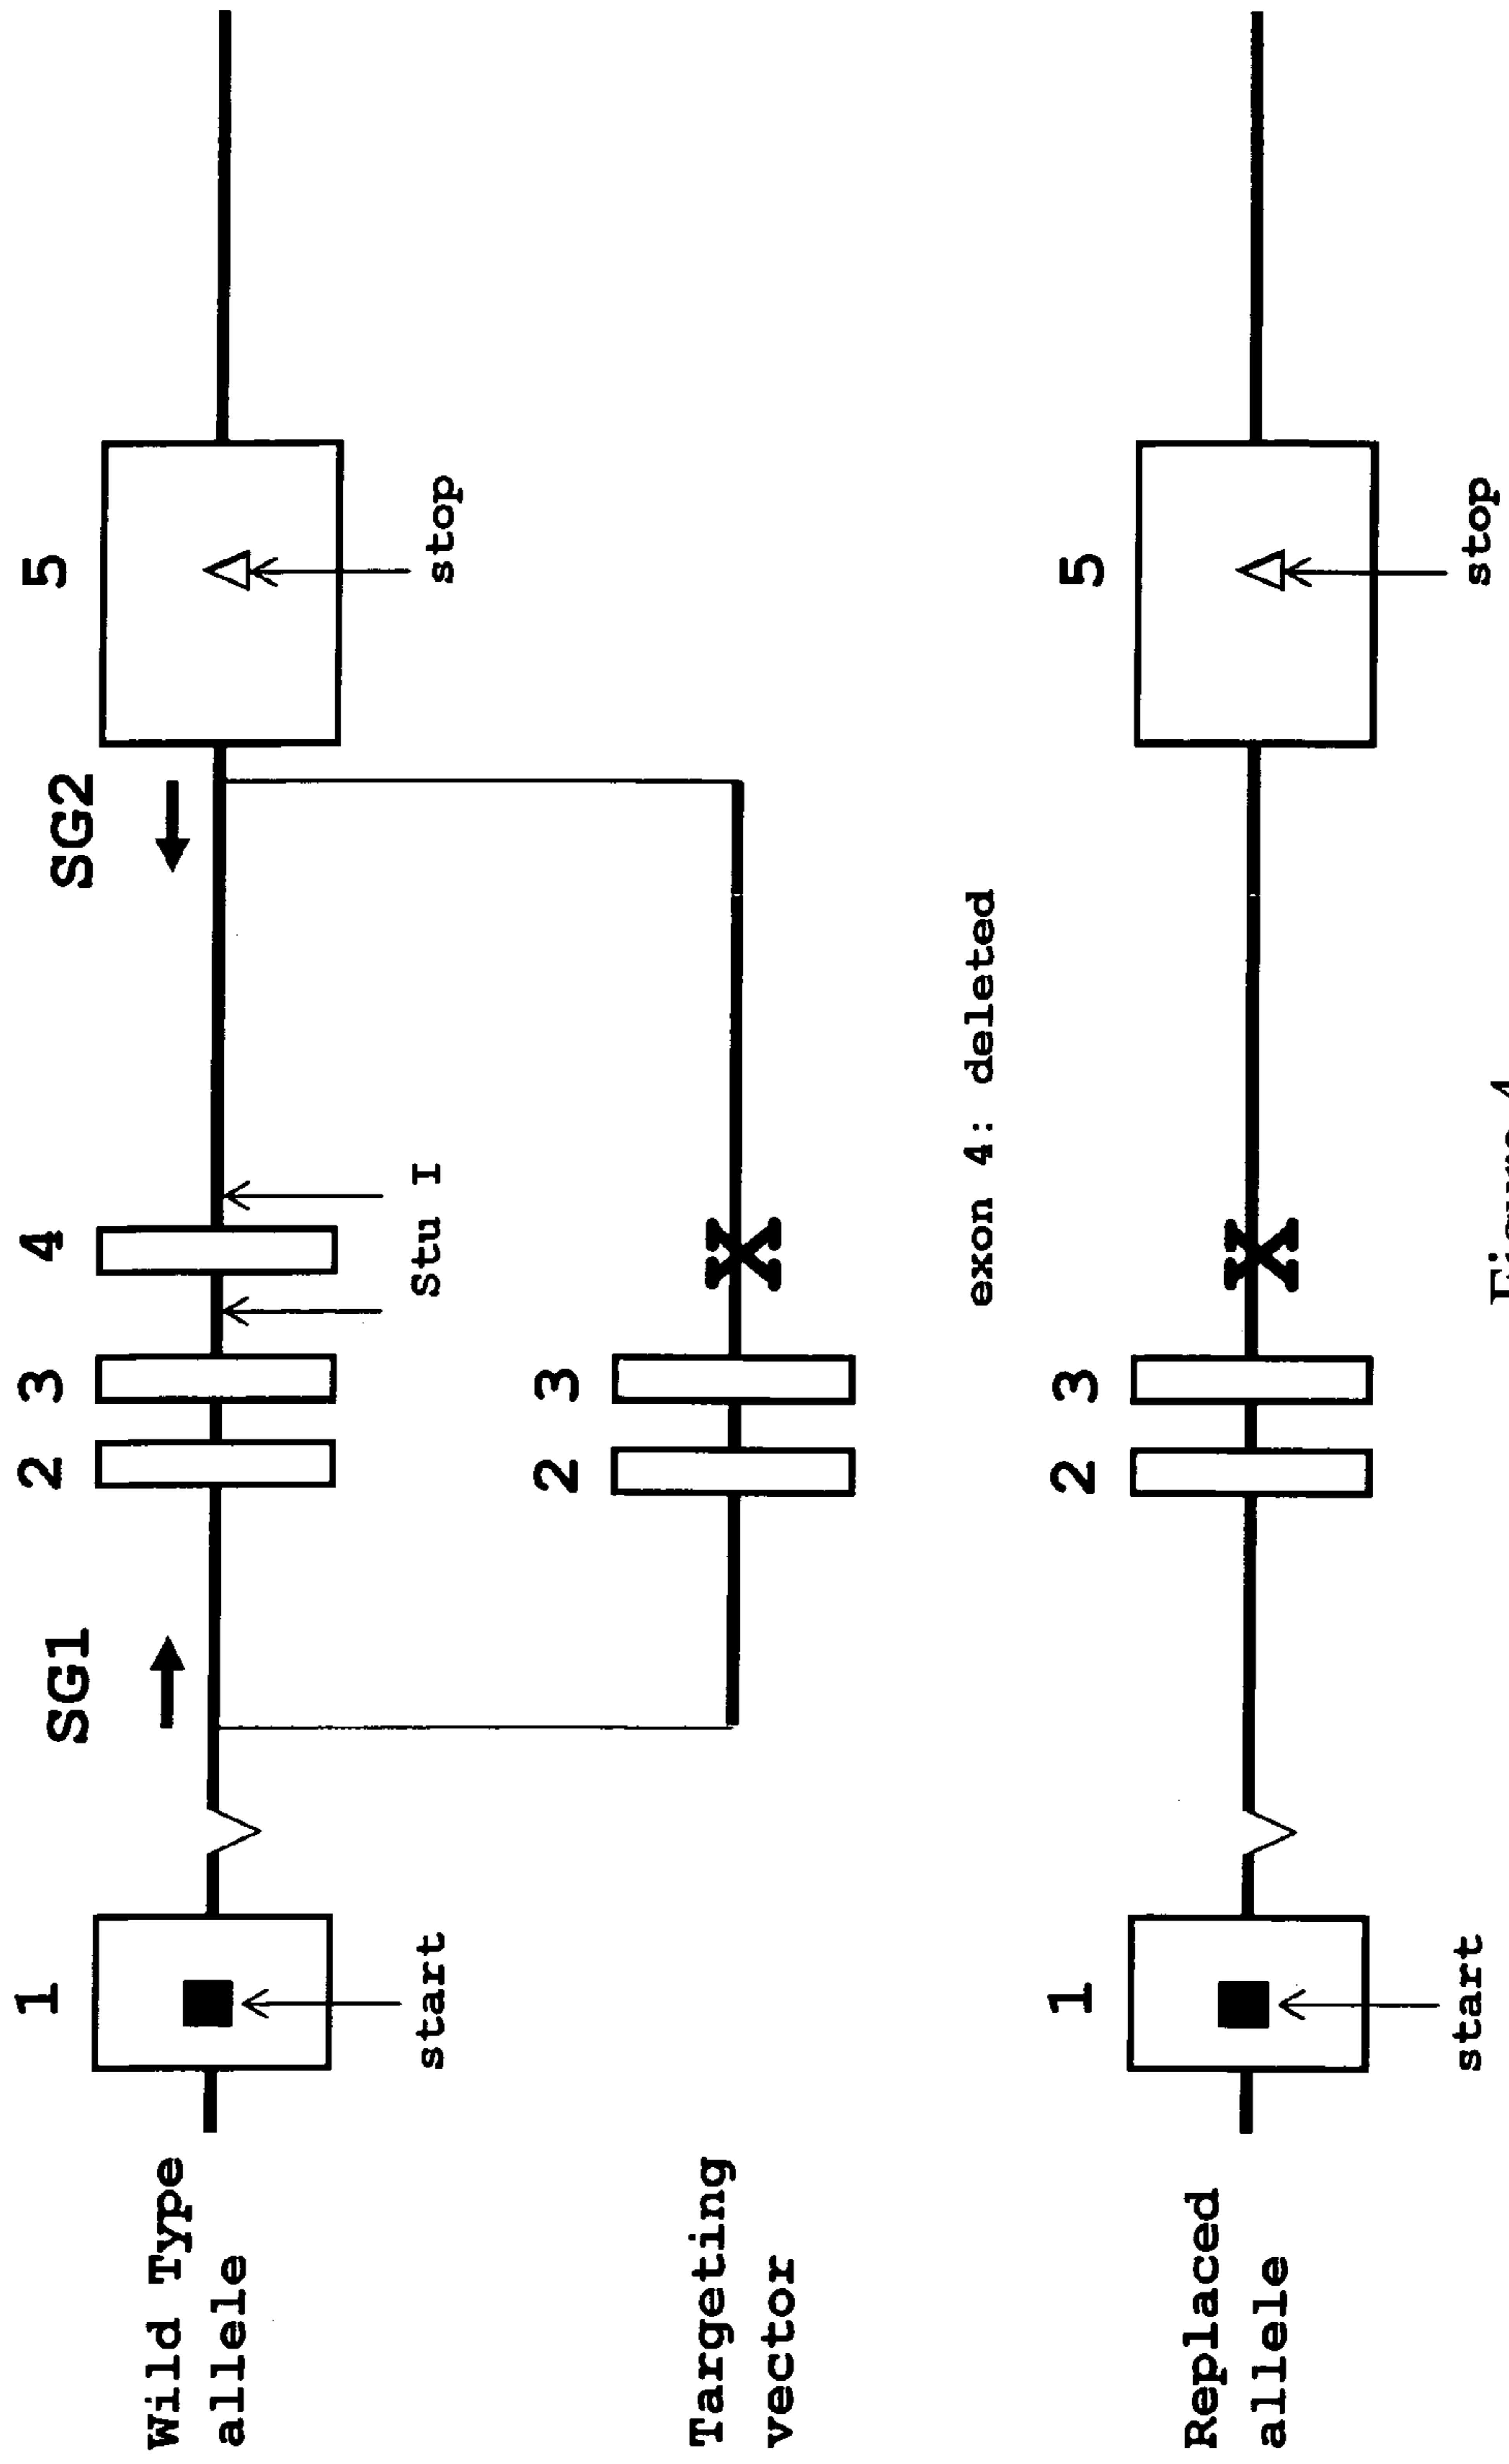 1
SG1
2
3
4
SG2
5
Wild Type
allele
start
Stu I
stop
2
3
Targeting
vector
exon 4: deleted
X
1
2
3
X
5
Replaced
allele
start
stop